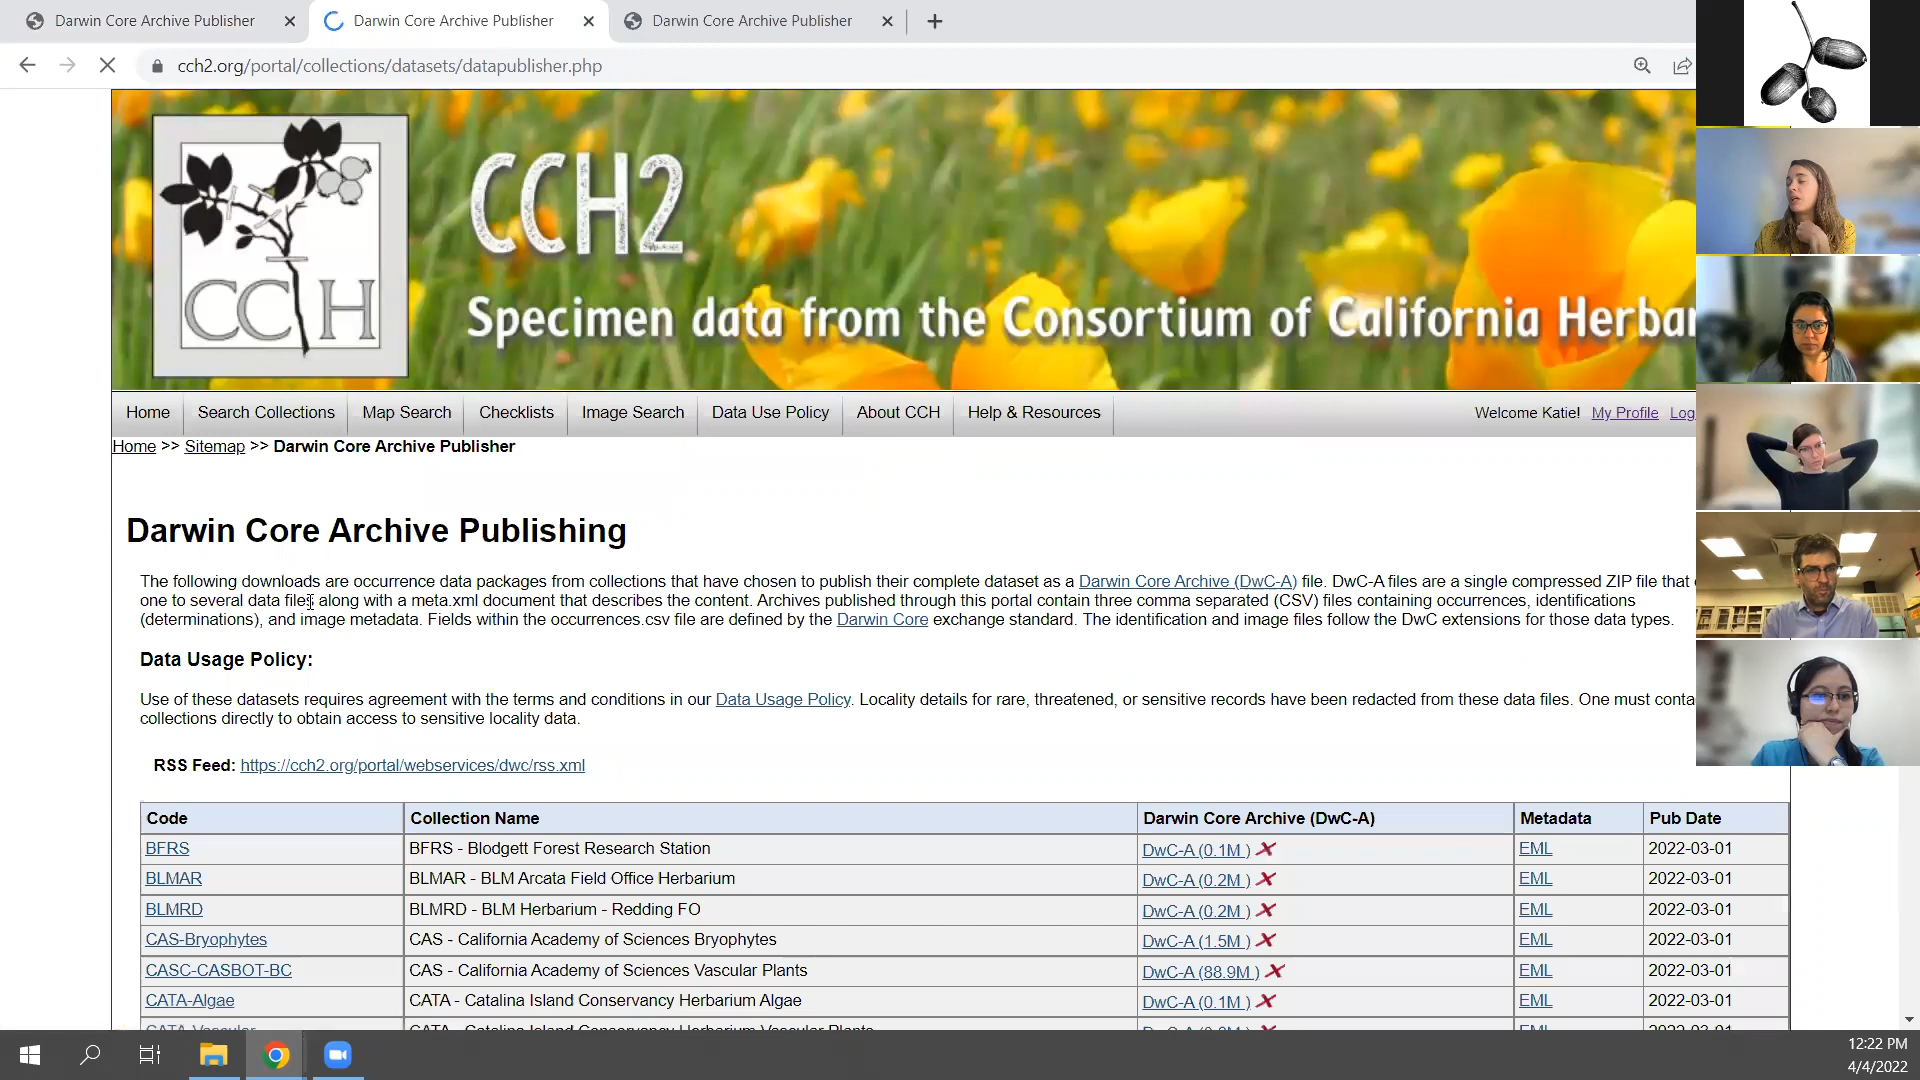 Darwin Core Archive Publisher
Darwin Core Archive Publisher
Darwin Core Archive Publisher
cch2.org/portal/collections/datasets/datapublisher.php
CCH
CCH2
Specimen data from the Consortium of California Herbar
Home Search Collections Map Search Checklists Image Search Data Use Policy About CCH Help & Resources
Welcome Katie! My Profile Log
Home >> Sitemap >> Darwin Core Archive Publisher
Darwin Core Archive Publishing
The following downloads are occurrence data packages from collections that have chosen to publish their complete dataset as a Darwin Core Archive (DwC-A) file. DwC-A files are a single compressed ZIP file that
one to several data files along with a meta.xml document that describes the content. Archives published through this portal contain three comma separated (CSV) files containing occurrences, identifications
(determinations), and image metadata. Fields within the occurrences.csv file are defined by the Darwin Core exchange standard. The identification and image files follow the DwC extensions for those data types.
Data Usage Policy:
Use of these datasets requires agreement with the terms and conditions in our Data Usage Policy. Locality details for rare, threatened, or sensitive records have been redacted from these data files. One must conta
collections directly to obtain access to sensitive locality data.
RSS Feed: https://cch2.org/portal/webservices/dwc/rss.xml
Code Collection Name Darwin Core Archive (DwC-A) Metadata Pub Date
BFRS BFRS - Blodgett Forest Research Station DwC-A (0.1M ) EML 2022-03-01
BLMAR BLMAR - BLM Arcata Field Office Herbarium DwC-A (0.2M ) EML 2022-03-01
BLMRD BLMRD - BLM Herbarium - Redding FO DwC-A (0.2M ) EML 2022-03-01
CAS-Bryophytes CAS - California Academy of Sciences Bryophytes DwC-A (1.5M ) EML 2022-03-01
CASC-CASBOT-BC CAS - California Academy of Sciences Vascular Plants DwC-A (88.9M ) EML 2022-03-01
CATA-Algae CATA - Catalina Island Conservancy Herbarium Algae DwC-A (0.1M ) EML 2022-03-01
CATA-Vascular CATA - Catalina Island Conservancy Herbarium Vascular Plants EML 2022-03-01
12:22 PM
4/4/2022